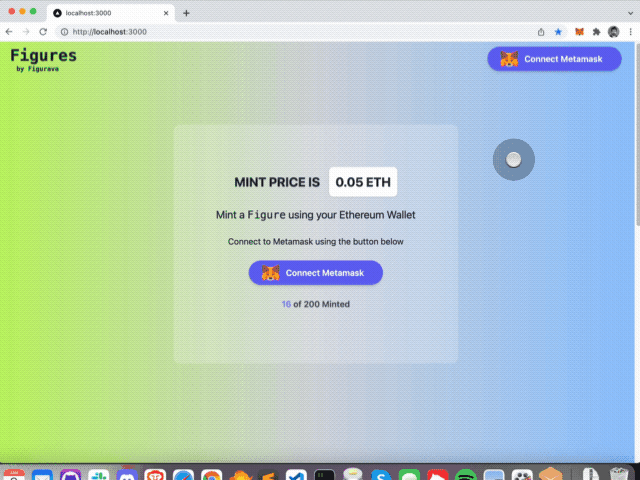 localhost:3000
http://localhost:3000
Figures
by Figurava
Connect Metamask
MINT PRICE IS 0.05 ETH
Mint a Figure using your Ethereum Wallet
Connect to Metamask using the button below
Connect Metamask
16 of 200 Minted